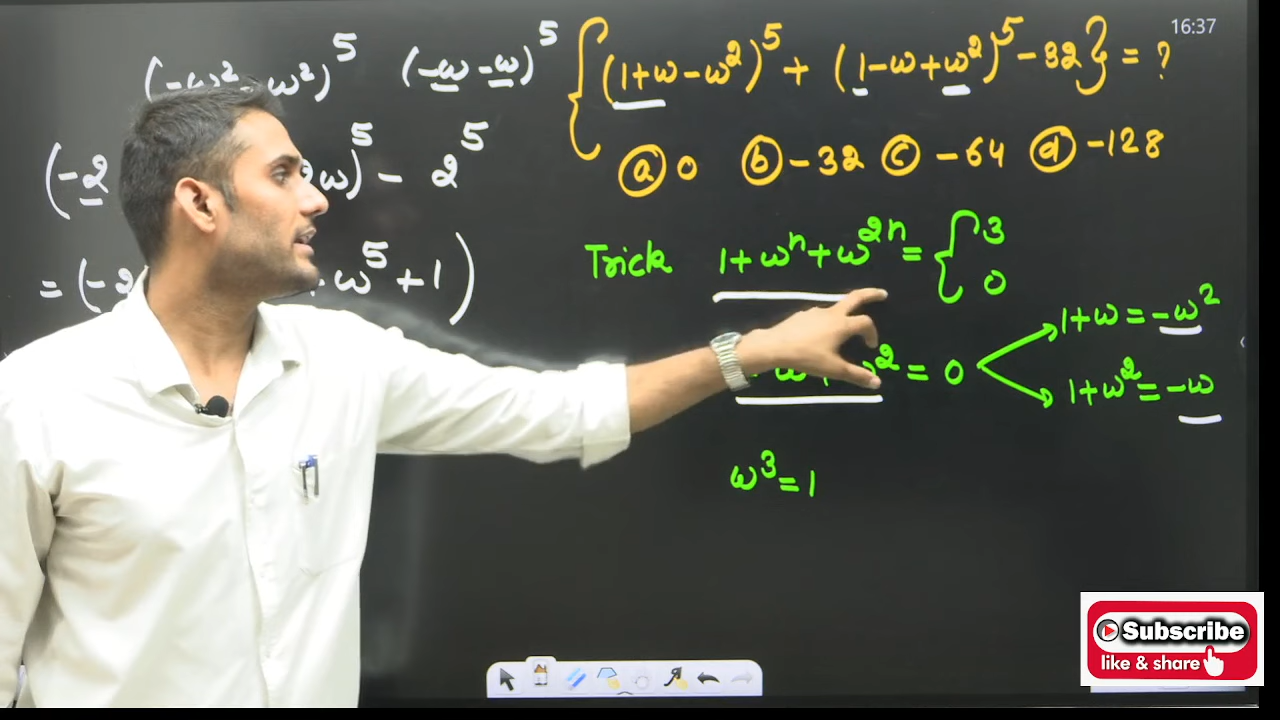 16:37
(-ω² - ω²)⁵ (-ω-ω)⁵ {(1+ω-ω²)⁵ + (1-ω+ω²)⁵ -32} = ?
(-2 2ω)⁵ - 2⁵
ⓐ 0 ⓑ -32 ⓒ -64 ⓓ -128
Trick 1+ωⁿ+ω²ⁿ = { 3
0
= (-2 + ω⁵ + 1)
1+ω = -ω²
ω² = 0
1+ω² = -ω
ω³ = 1
Subscribe
like & share